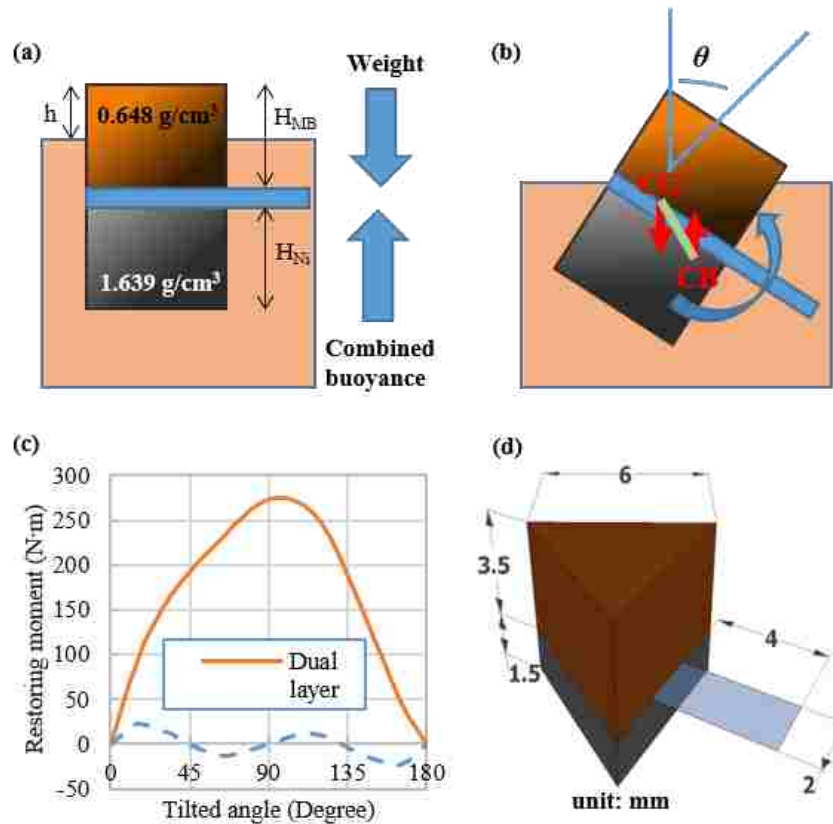 (a)
Weight
h
0.648 g/cm³
H_MB
1.639 g/cm³
H_Ni
Combined
buoyance
(b)
θ
CB
(c)
Restoring moment (N·m)
300
250
200
150
100
50
0
-50
Dual
layer
0
45
90
135
180
Tilted angle (Degree)
(d)
6
3.5
1.5
4
2
unit: mm